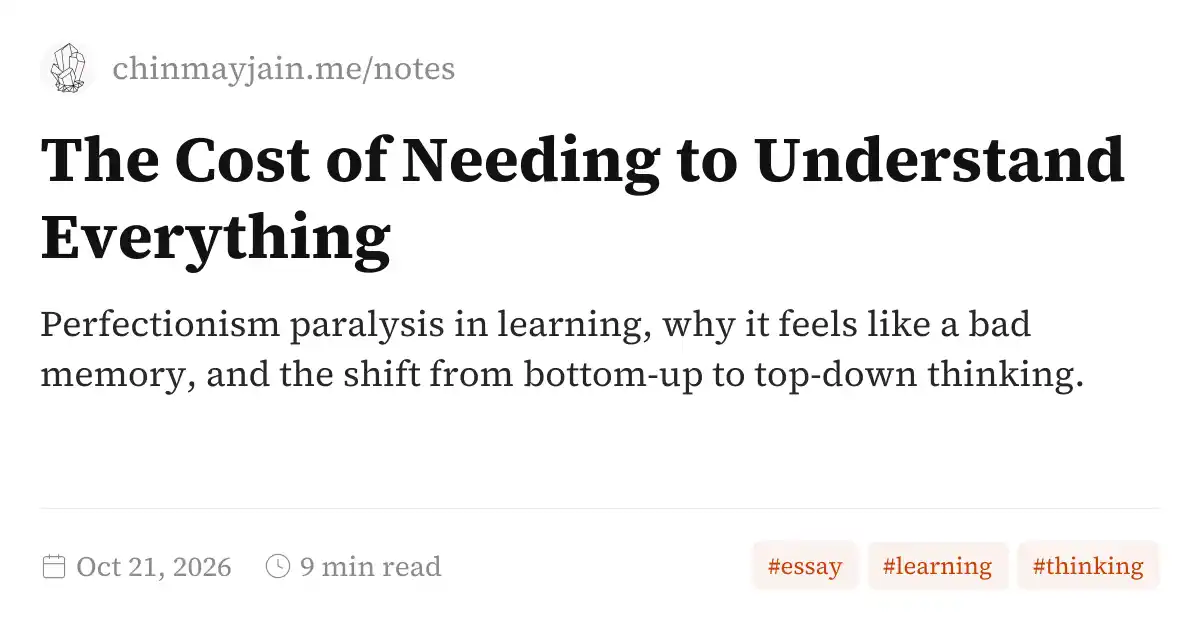 chinmayjain.me/notes
The Cost of Needing to Understand
Everything
Perfectionism paralysis in learning, why it feels like a bad
memory, and the shift from bottom-up to top-down thinking.
Oct 21, 2026 9 min read #essay #learning #thinking